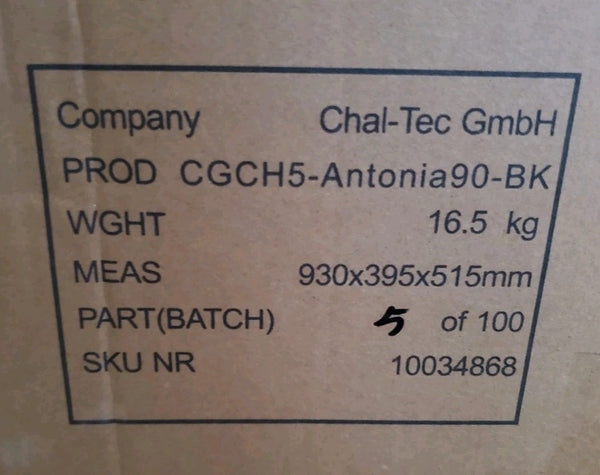 Company Chal-Tec GmbH
PROD CGCH5-Antonia90-BK
WGHT 16.5 kg
MEAS 930x395x515mm
PART(BATCH) 5 of 100
SKU NR 10034868